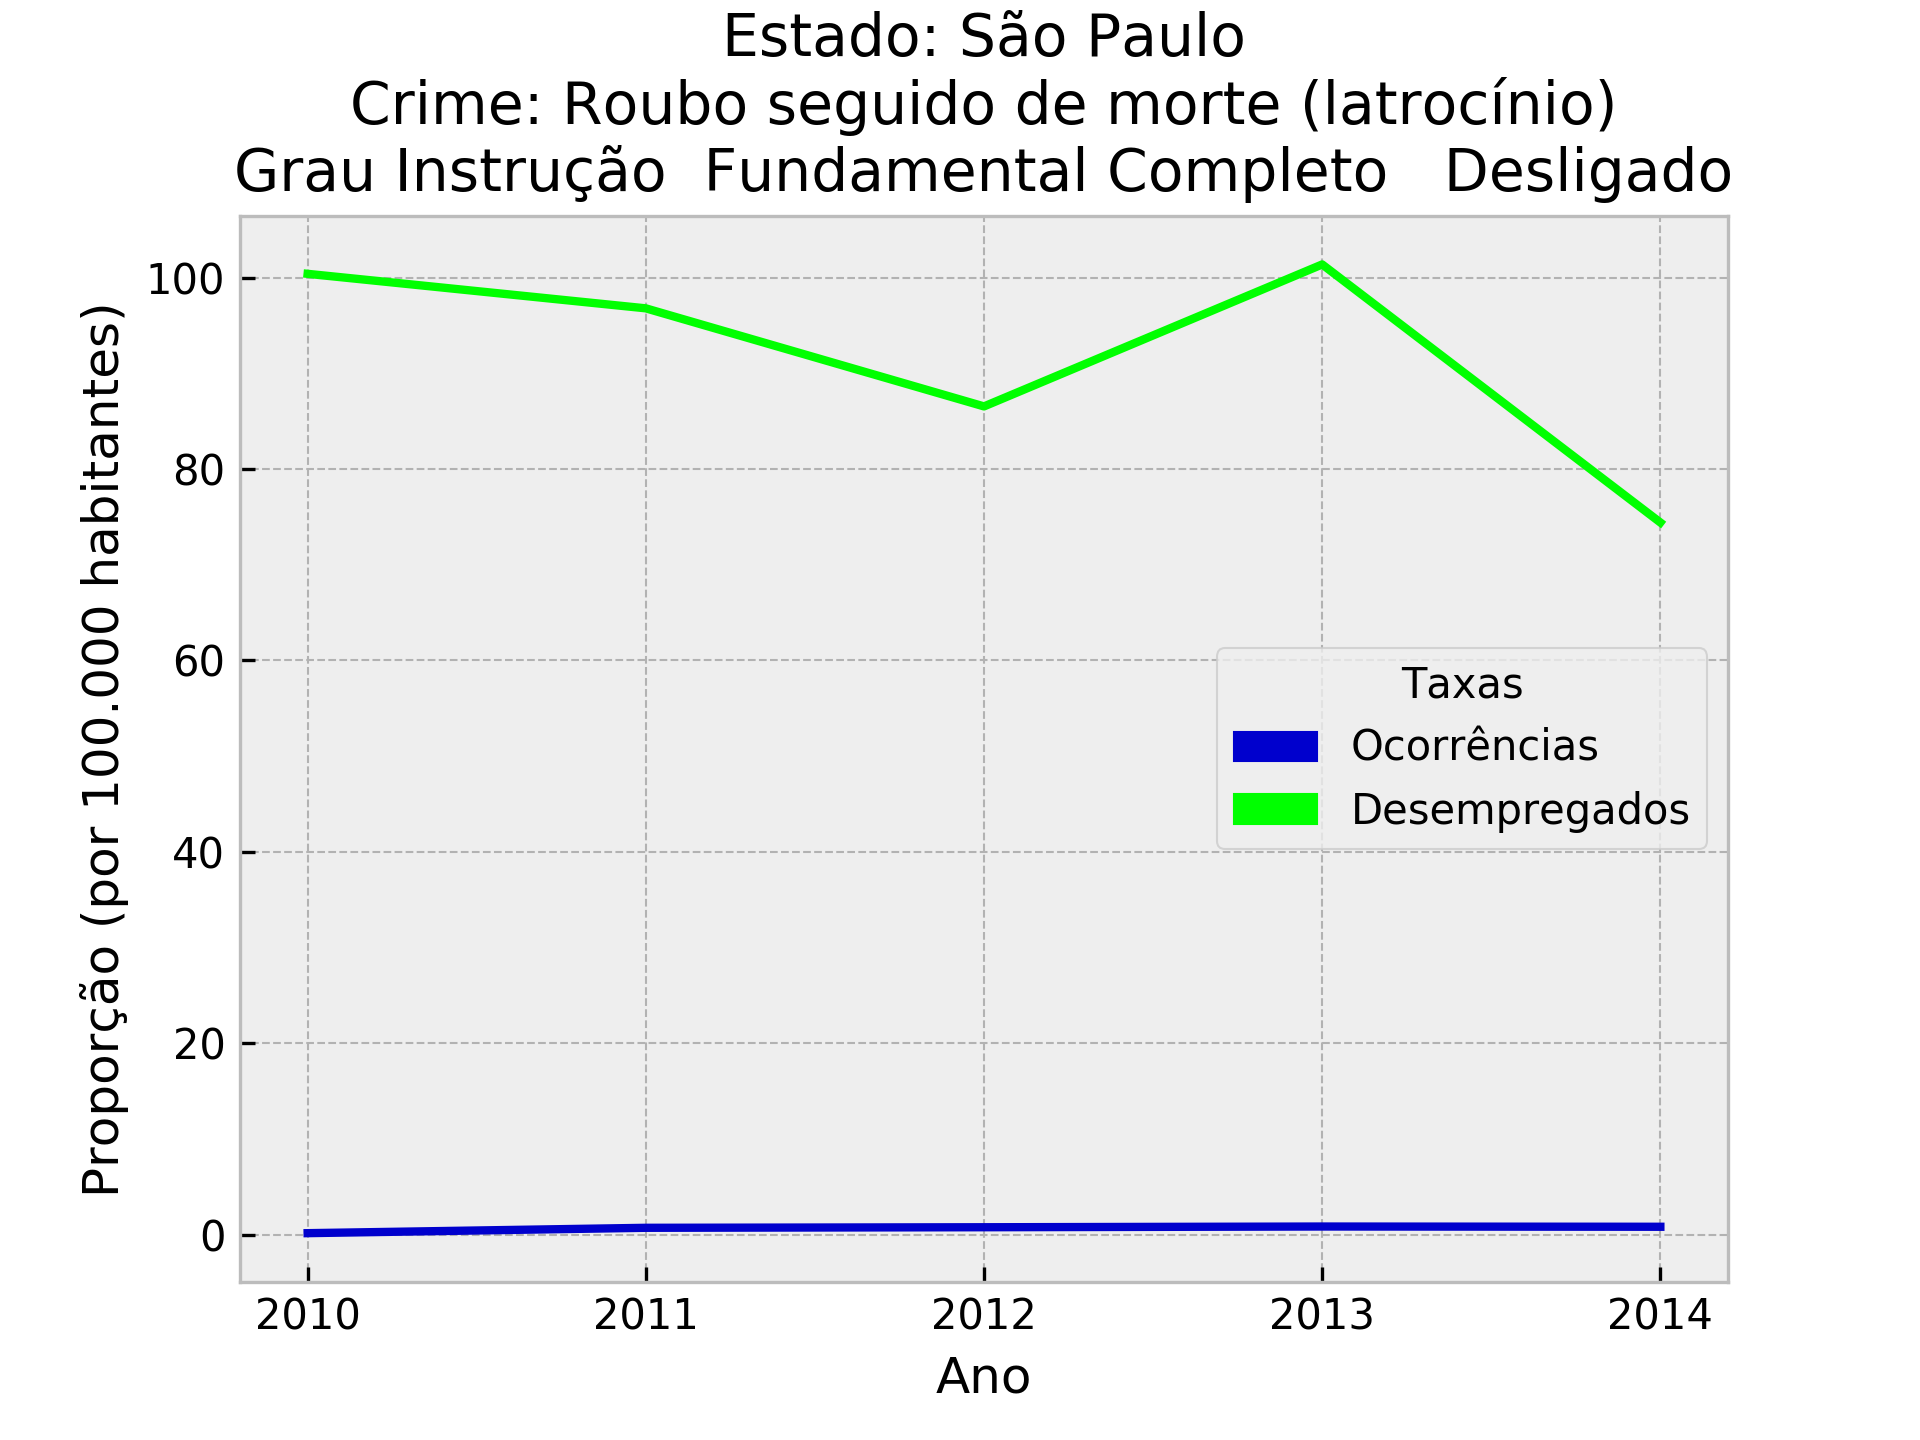 Estado: São Paulo
Crime: Roubo seguido de morte (latrocínio)
Grau Instrução  Fundamental Completo   Desligado
Proporção (por 100.000 habitantes)
100
80
60
40
20
0
Taxas
Ocorrências
Desempregados
2010 2011 2012 2013 2014
Ano